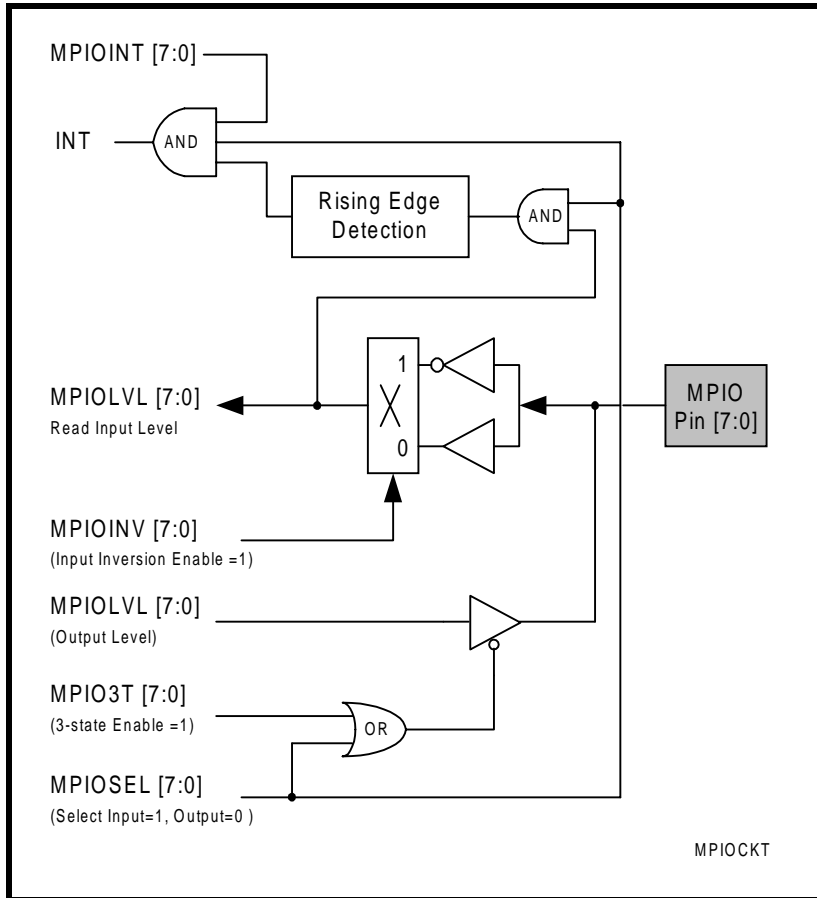 MPIOINT [7:0]
INT
AND
Rising Edge
Detection
AND
1
0
MPIOLVL [7:0]
Read Input Level
MPIO
Pin [7:0]
MPIOINV [7:0]
(Input Inversion Enable =1)
MPIOLVL [7:0]
(Output Level)
MPIO3T [7:0]
(3-state Enable =1)
OR
MPIOSEL [7:0]
(Select Input=1, Output=0 )
MPIOCKT